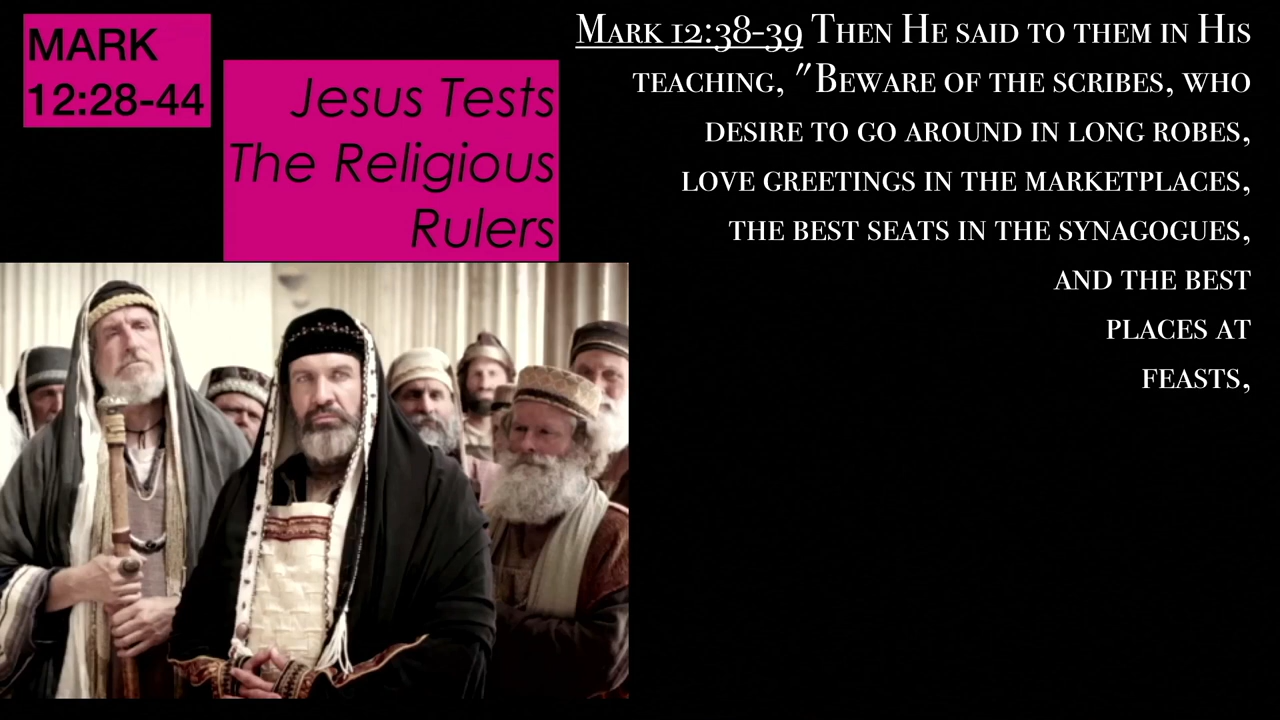 MARK
12:28-44
Jesus Tests
The Religious
Rulers
Mark 12:38-39 Then He said to them in His
teaching, "Beware of the scribes, who
desire to go around in long robes,
love greetings in the marketplaces,
the best seats in the synagogues,
and the best
places at
feasts,